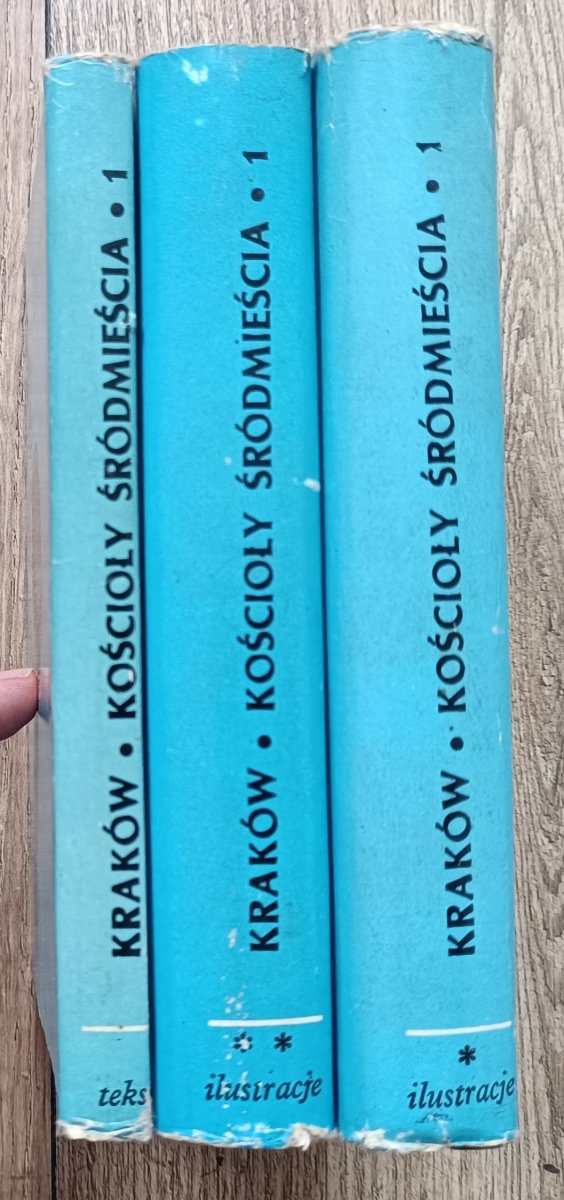 KRAKÓW • KOŚCIOŁY ŚRÓDMIEŚCIA • 1
teks
KRAKÓW • KOŚCIOŁY ŚRÓDMIEŚCIA • 1
* *
ilustracje
KRAKÓW • KOŚCIOŁY ŚRÓDMIEŚCIA • 1
*
ilustracje